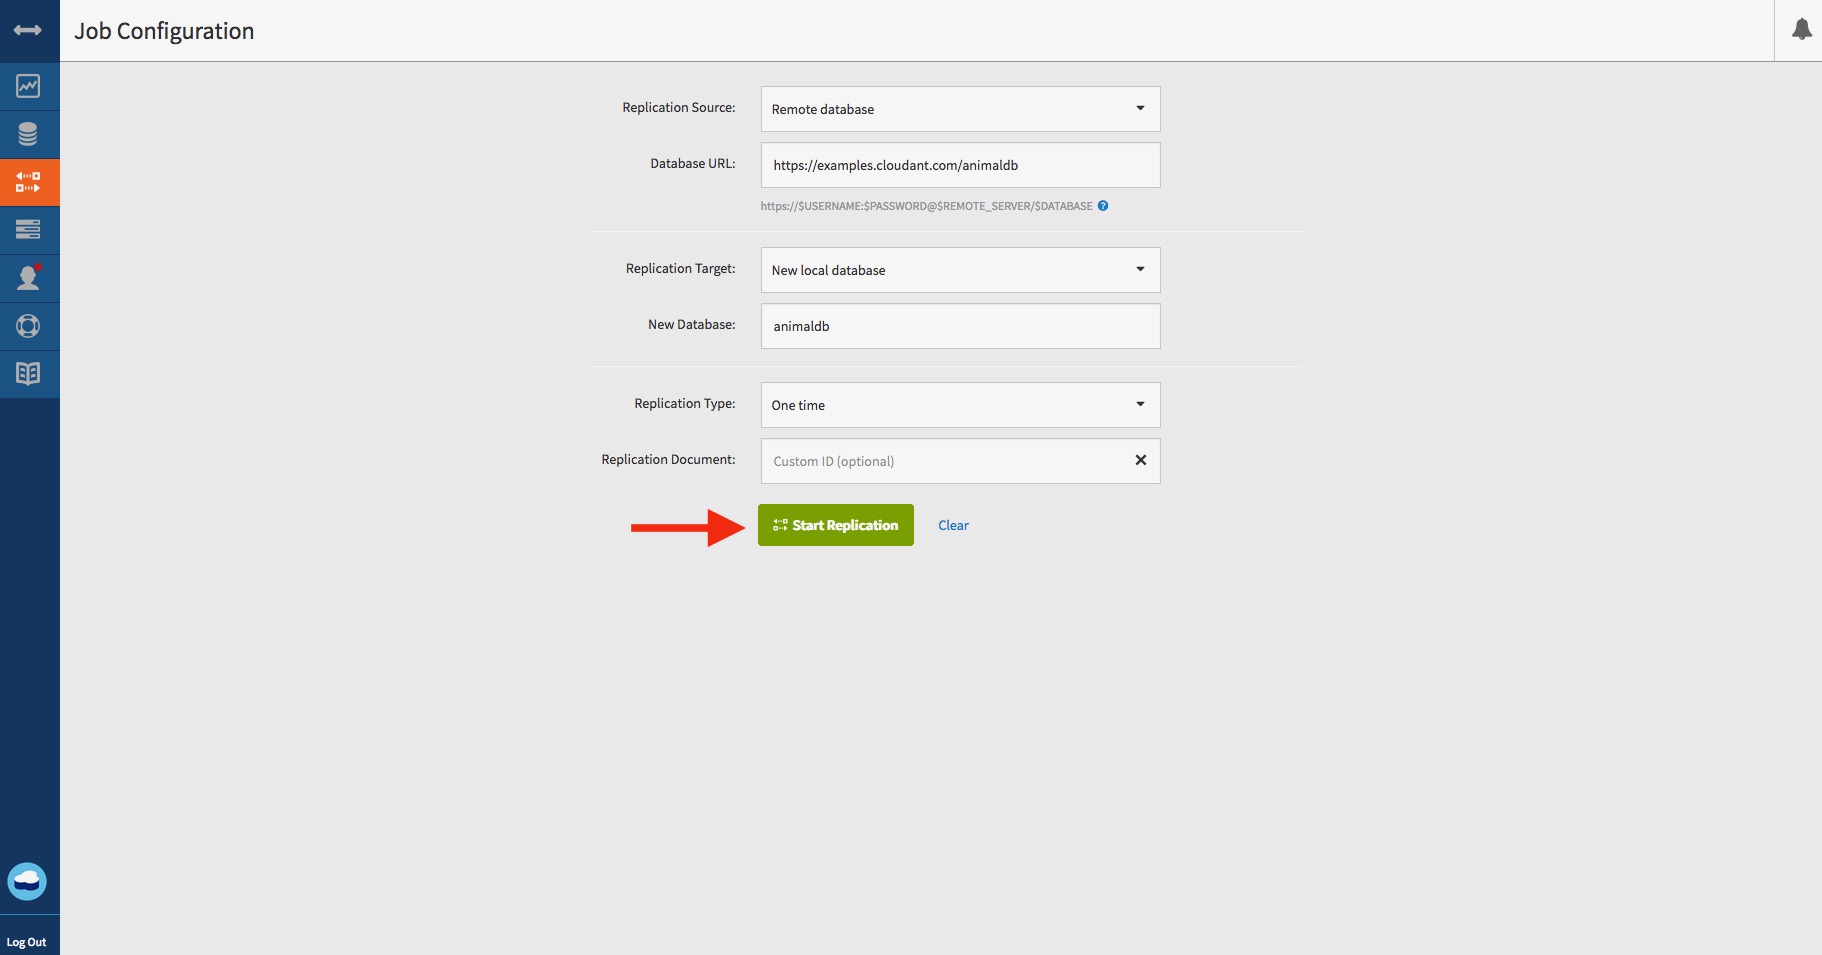 Job Configuration
Replication Source:
Remote database
Database URL:
https://examples.cloudant.com/animaldb
https://$USERNAME:$PASSWORD@$REMOTE_SERVER/$DATABASE ?
Replication Target:
New local database
New Database:
animaldb
Replication Type:
One time
Replication Document:
Custom ID (optional)
Start Replication
Clear
Log Out